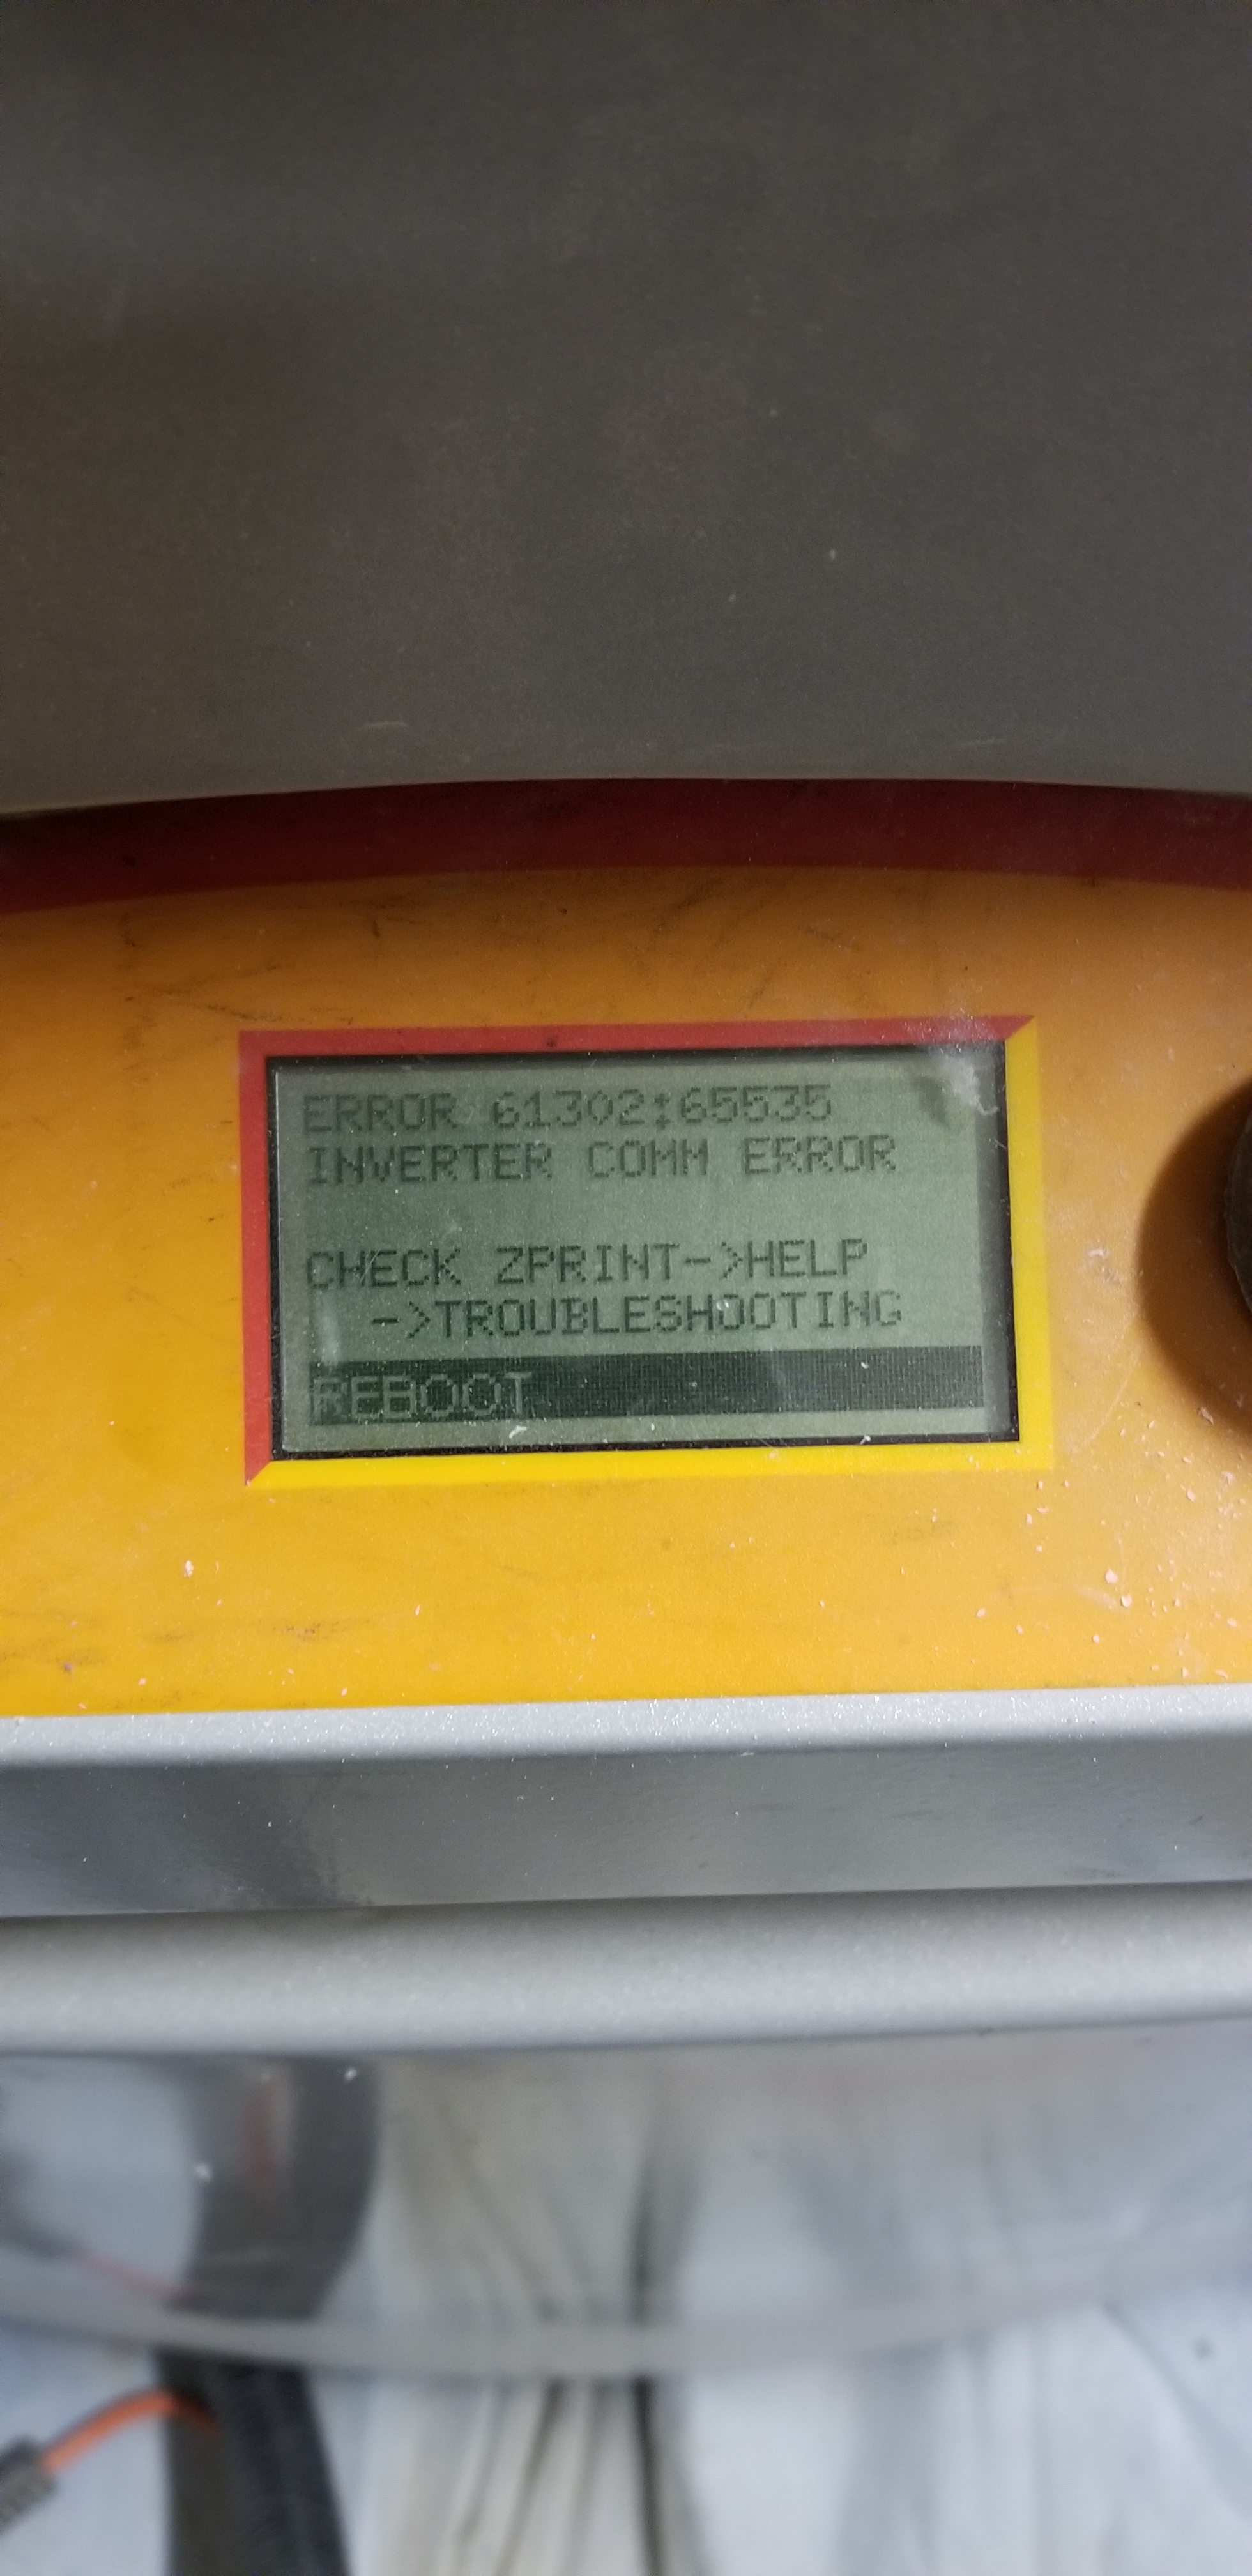 ERROR 61302:65535
INVERTER COMM ERROR
CHECK ZPRINT->HELP
->TROUBLESHOOTING
REBOOT